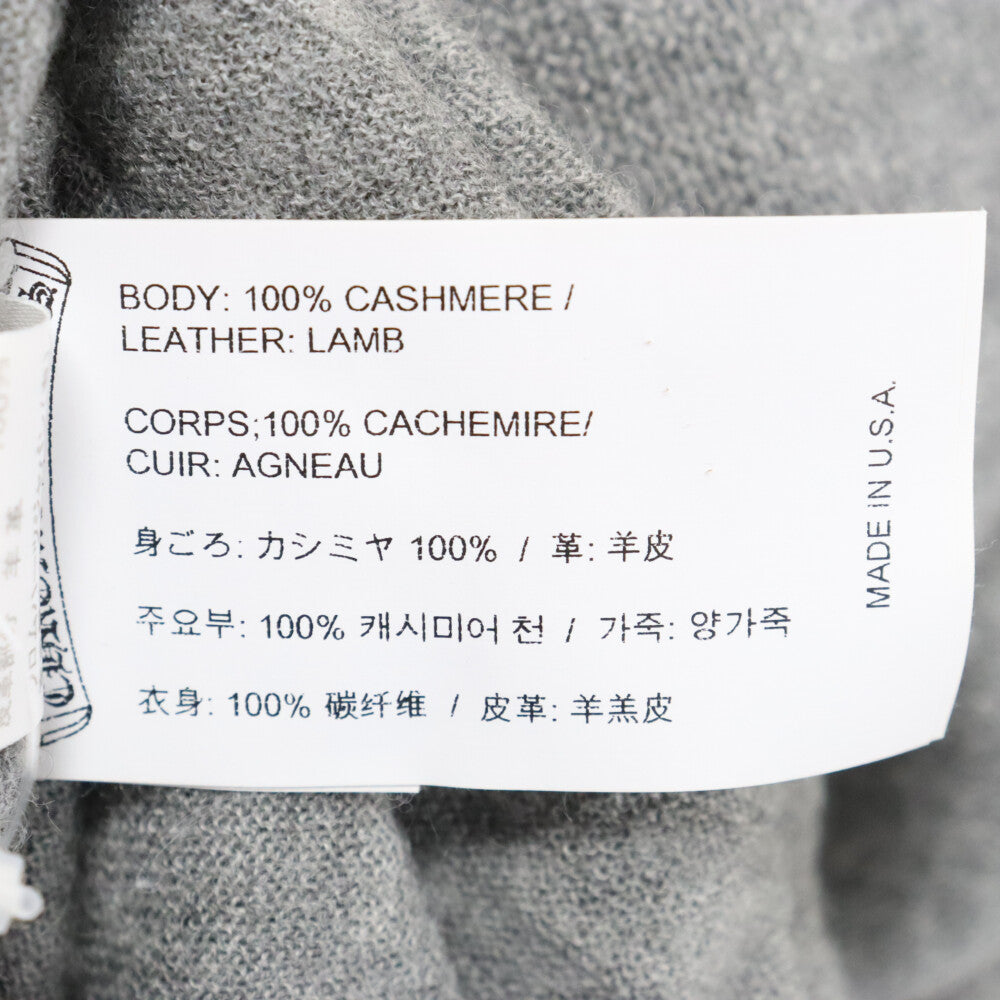 BODY: 100% CASHMERE /
LEATHER: LAMB
CORPS;100% CACHEMIRE/
CUIR: AGNEAU
身ごろ: カシミヤ 100% / 革: 羊皮
주요부: 100% 캐시미어 천 / 가죽: 양가죽
衣身: 100% 碳纤维 / 皮革: 羊羔皮
MADE IN U.S.A.